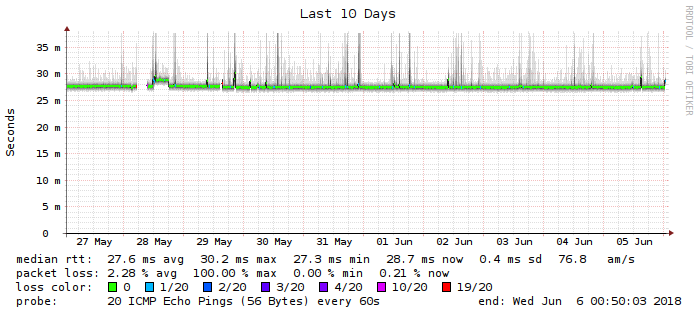 Last 10 Days
RRDTOOL / TOBI OETIKER
Seconds
35 m
30 m
25 m
20 m
15 m
10 m
5 m
0
27 May 28 May 29 May 30 May 31 May 01 Jun 02 Jun 03 Jun 04 Jun 05 Jun
median rtt: 27.6 ms avg 30.2 ms max 27.3 ms min 28.7 ms now 0.4 ms sd 76.8 am/s
packet loss: 2.28 % avg 100.00 % max 0.00 % min 0.21 % now
loss color: 0 1/20 2/20 3/20 4/20 10/20 19/20
probe: 20 ICMP Echo Pings (56 Bytes) every 60s end: Wed Jun 6 00:50:03 2018